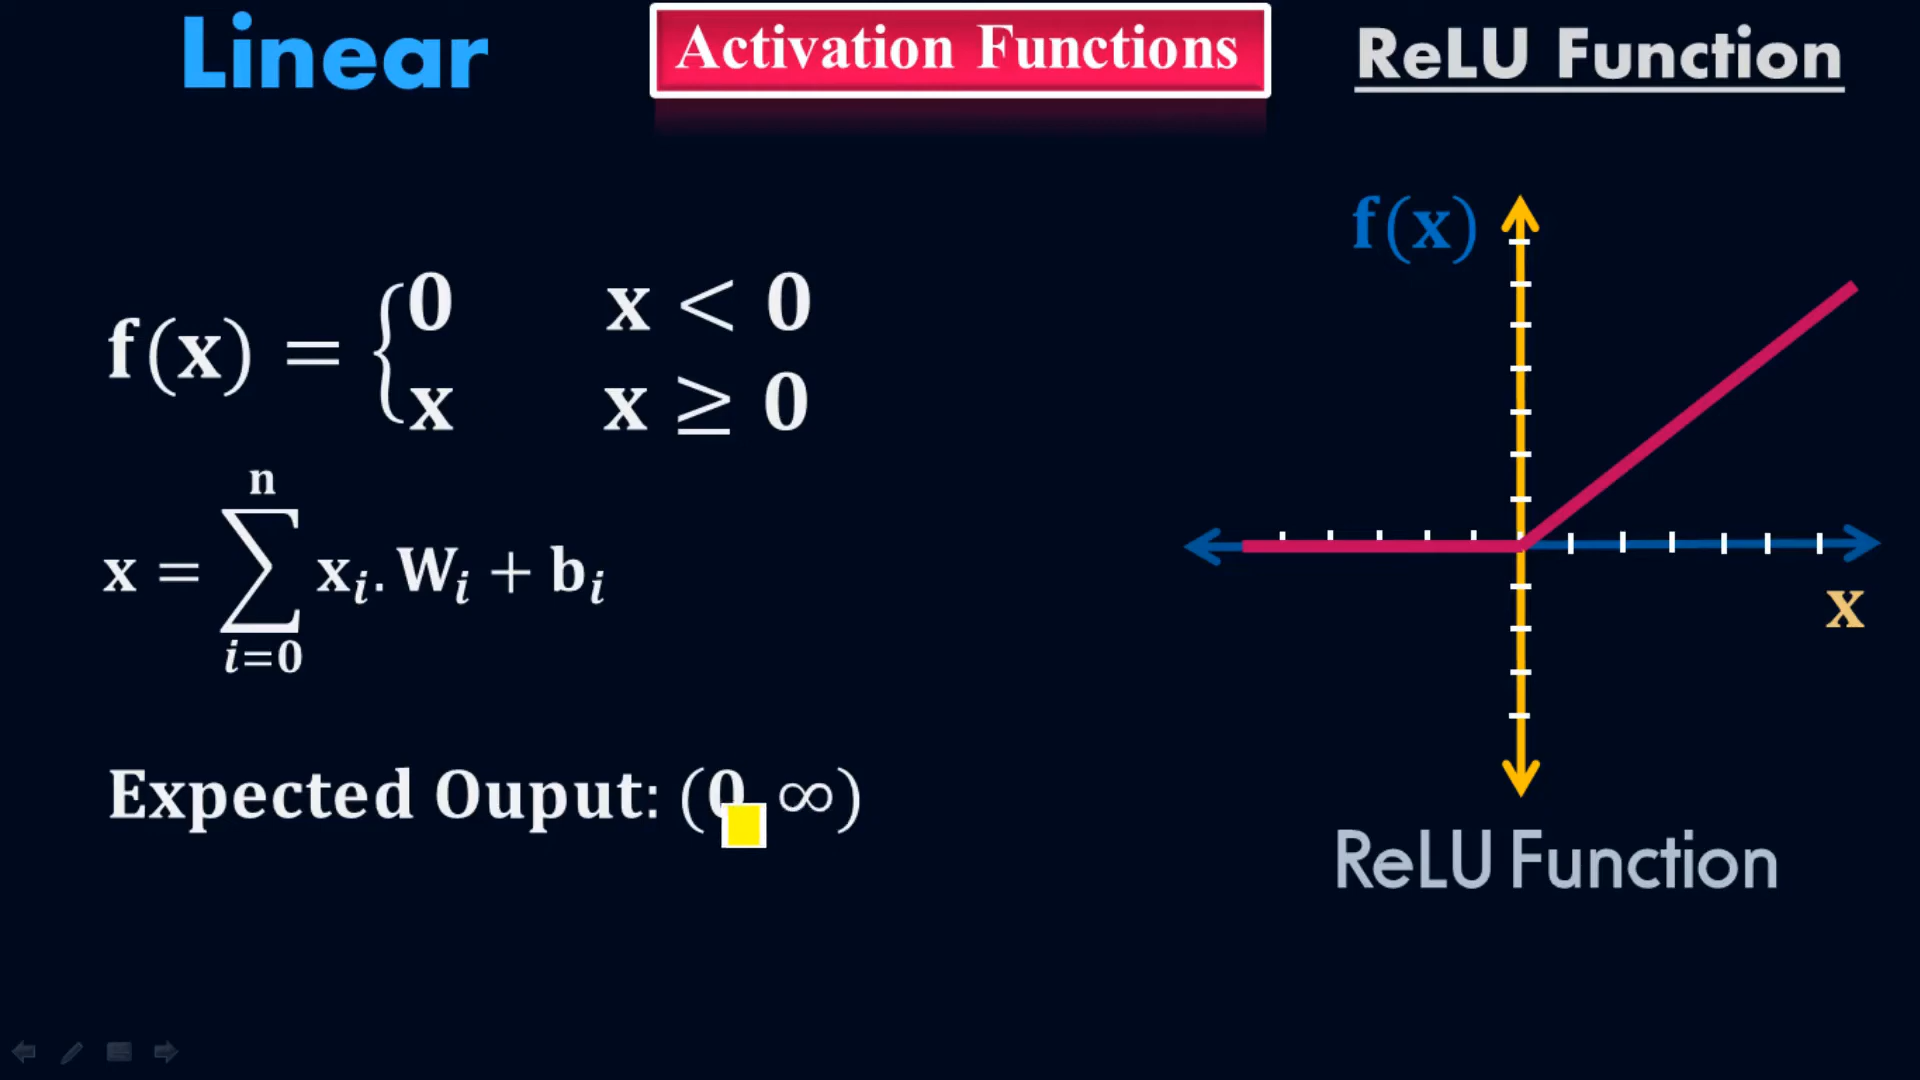 Linear
Activation Functions
ReLU Function
f(x) = { 0 x < 0
x x ≥ 0
n
x = ∑ xᵢ. Wᵢ + bᵢ
i=0
Expected Ouput: (0 ∞)
f(x)
x
ReLU Function